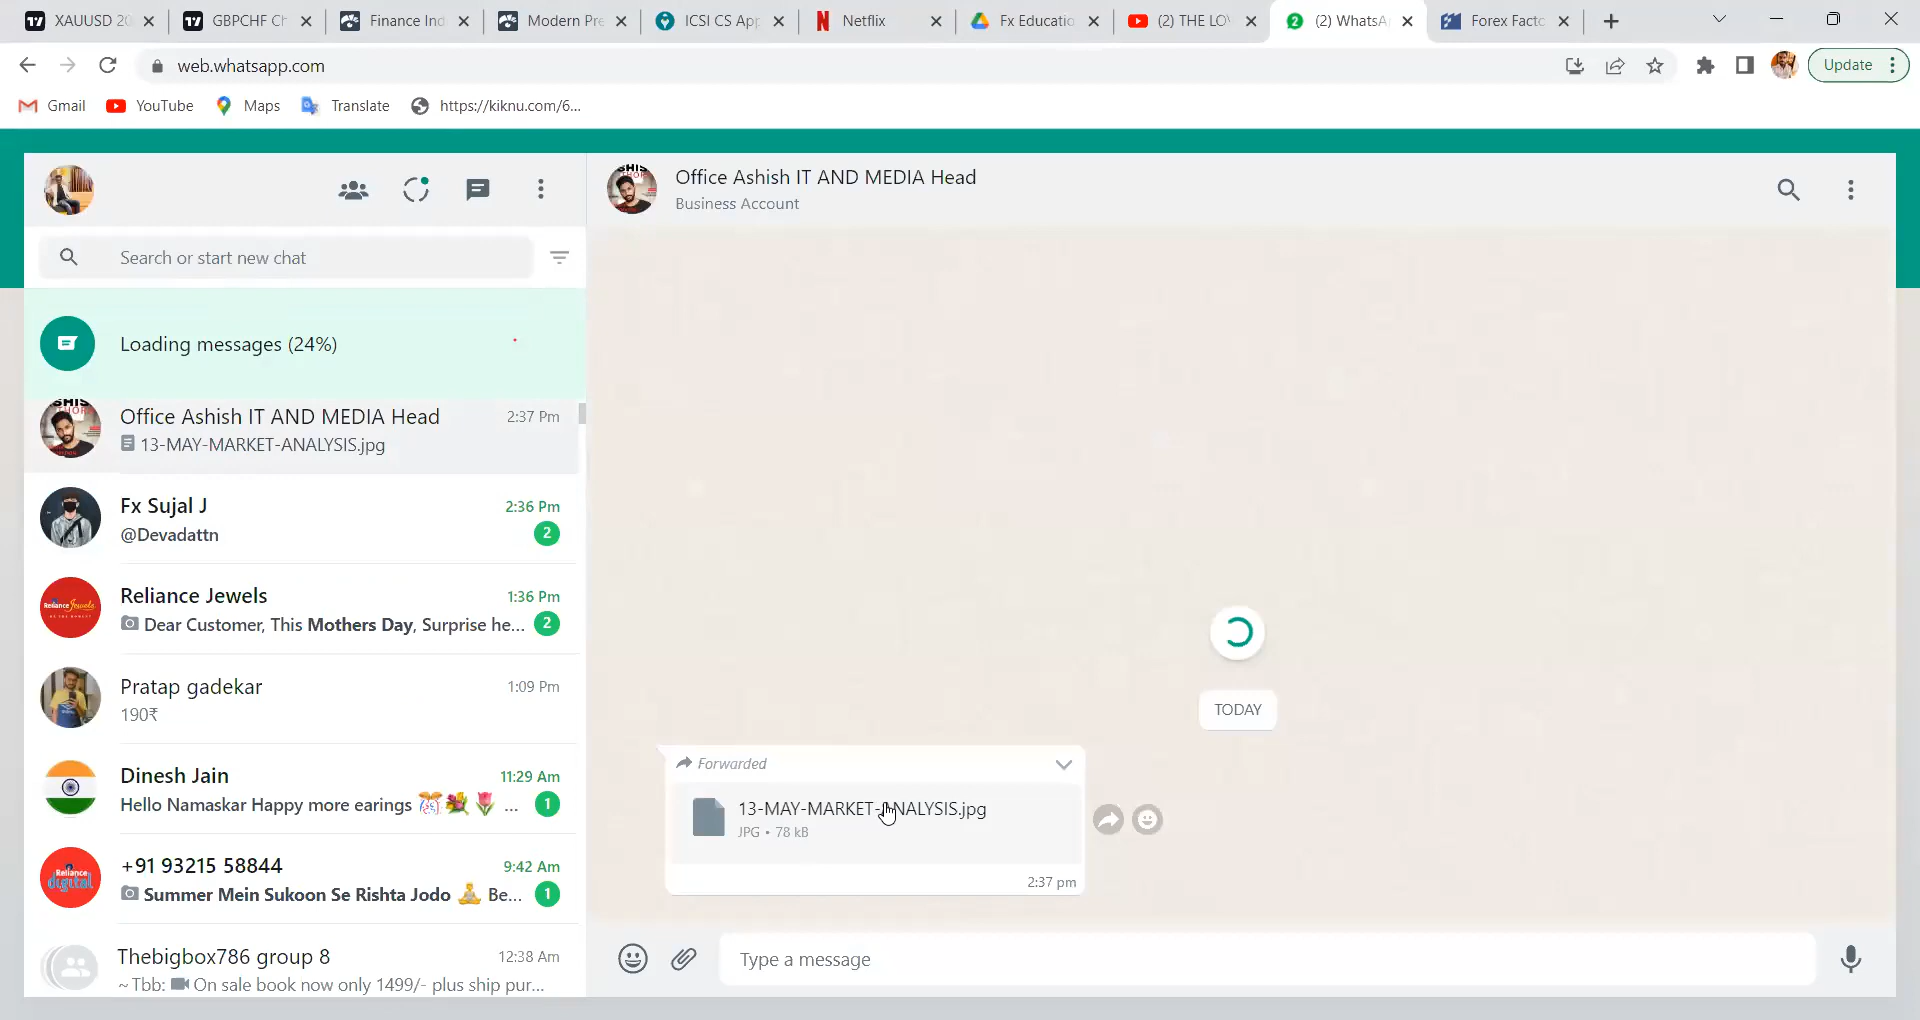 XAUUSD 20
GBPCHF Ch
Finance Ind
Modern Pre
ICSI CS App
Netflix
Fx Educatio
(2) THE LOV
(2) WhatsA
Forex Facto
web.whatsapp.com
Update
Gmail
YouTube
Maps
Translate
https://kiknu.com/6...
Office Ashish IT AND MEDIA Head
Business Account
Search or start new chat
Loading messages (24%)
Office Ashish IT AND MEDIA Head
2:37 Pm
13-MAY-MARKET-ANALYSIS.jpg
Fx Sujal J
2:36 Pm
@Devadattn
2
Reliance Jewels
1:36 Pm
Dear Customer, This Mothers Day, Surprise he...
2
Pratap gadekar
1:09 Pm
190₹
Dinesh Jain
11:29 Am
Hello Namaskar Happy more earings 🎊💐🌷 ...
1
+91 93215 58844
9:42 Am
Summer Mein Sukoon Se Rishta Jodo 🧘 Be...
1
Thebigbox786 group 8
12:38 Am
~ Tbb: On sale book now only 1499/- plus ship pur...
TODAY
Forwarded
13-MAY-MARKET-ANALYSIS.jpg
JPG • 78 kB
2:37 pm
Type a message